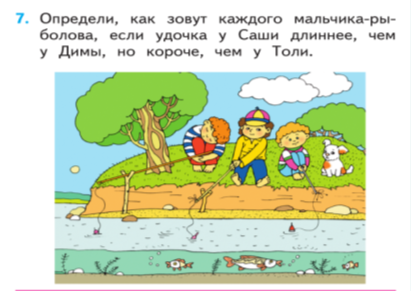 7. Определи, как зовут каждого мальчика-ры-
болова, если удочка у Саши длиннее, чем
у Димы, но короче, чем у Толи.